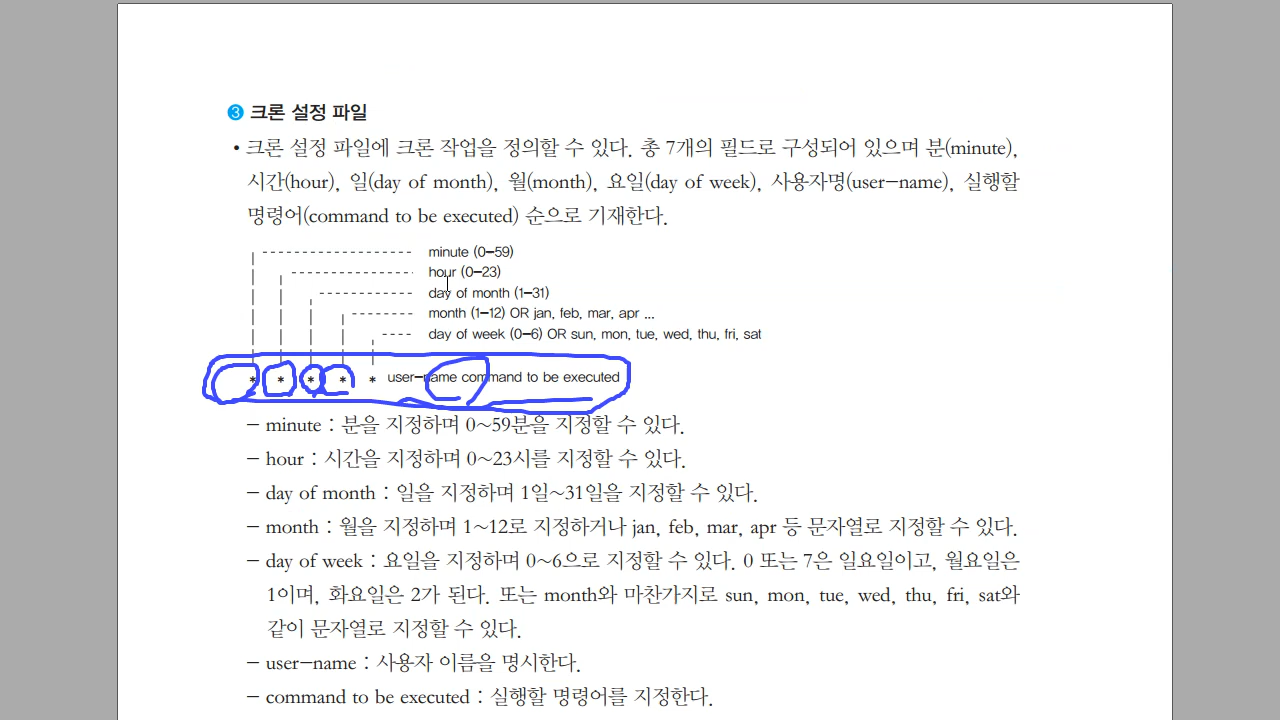 3 크론 설정 파일
• 크론 설정 파일에 크론 작업을 정의할 수 있다. 총 7개의 필드로 구성되어 있으며 분(minute),
시간(hour), 일(day of month), 월(month), 요일(day of week), 사용자명(user-name), 실행할
명령어(command to be executed) 순으로 기재한다.
minute (0-59)
hour (0-23)
day of month (1-31)
month (1-12) OR jan, feb, mar, apr ...
day of week (0-6) OR sun, mon, tue, wed, thu, fri, sat
* * * * * user-name command to be executed
- minute : 분을 지정하며 0~59분을 지정할 수 있다.
- hour : 시간을 지정하며 0~23시를 지정할 수 있다.
- day of month : 일을 지정하며 1일~31일을 지정할 수 있다.
- month : 월을 지정하며 1~12로 지정하거나 jan, feb, mar, apr 등 문자열로 지정할 수 있다.
- day of week : 요일을 지정하며 0~6으로 지정할 수 있다. 0 또는 7은 일요일이고, 월요일은
1이며, 화요일은 2가 된다. 또는 month와 마찬가지로 sun, mon, tue, wed, thu, fri, sat와
같이 문자열로 지정할 수 있다.
- user-name : 사용자 이름을 명시한다.
- command to be executed : 실행할 명령어를 지정한다.